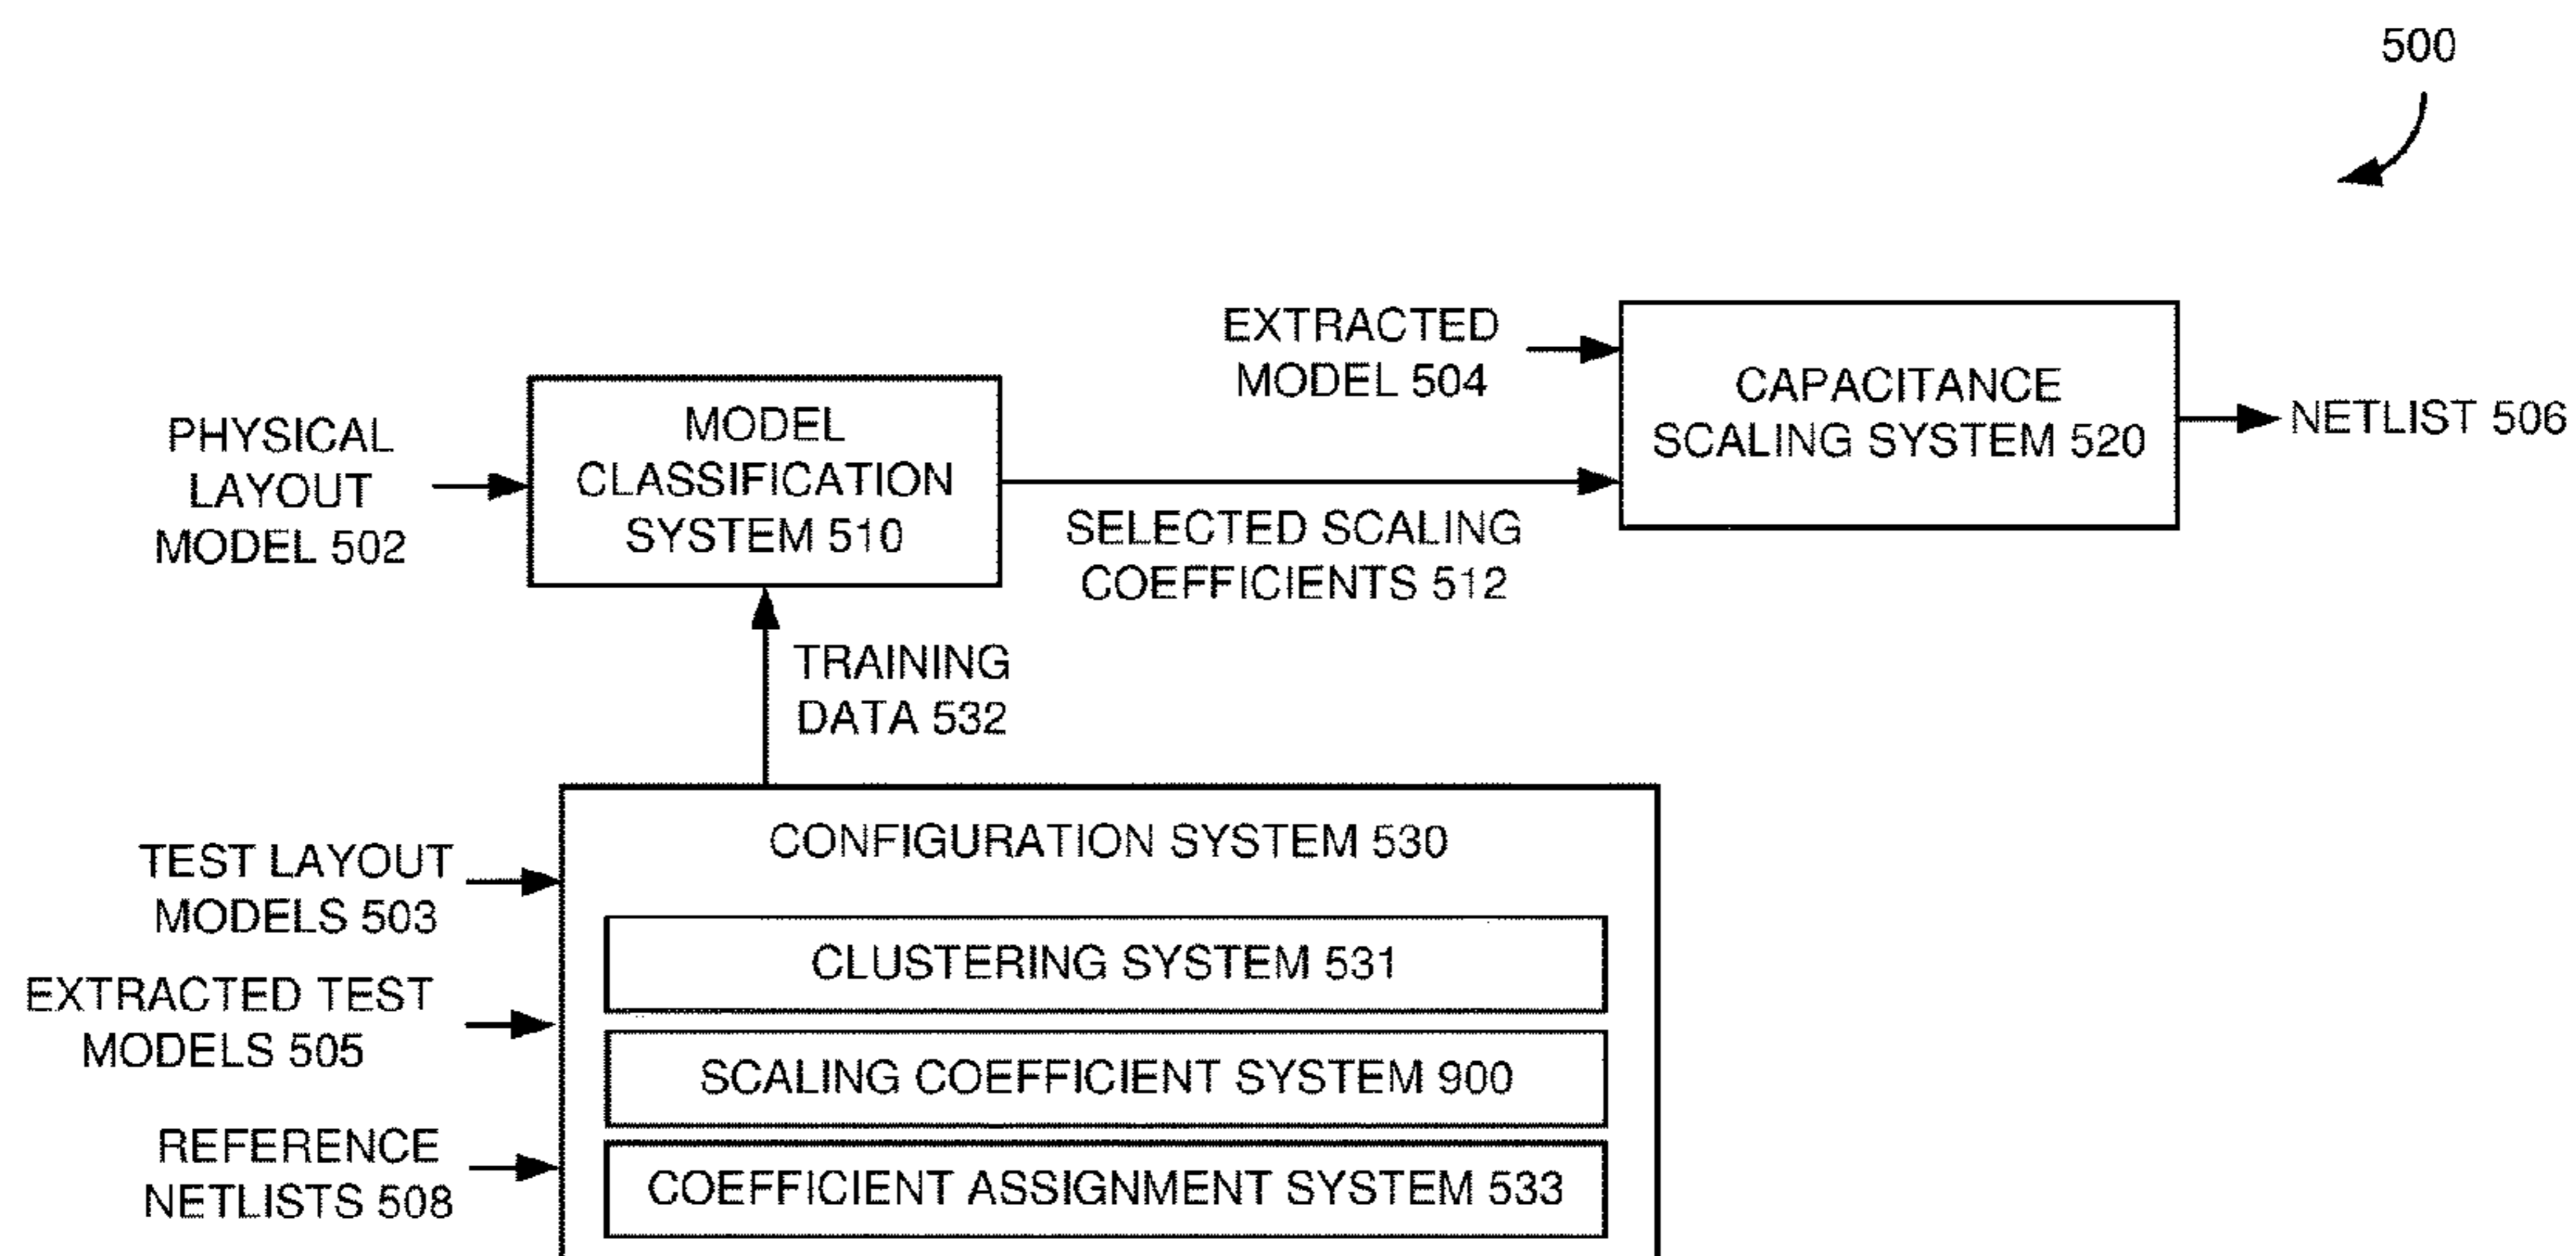 500
EXTRACTED
MODEL 504
CAPACITANCE
SCALING SYSTEM 520
NETLIST 506
PHYSICAL
LAYOUT
MODEL 502
MODEL
CLASSIFICATION
SYSTEM 510
SELECTED SCALING
COEFFICIENTS 512
TRAINING
DATA 532
CONFIGURATION SYSTEM 530
TEST LAYOUT
MODELS 503
CLUSTERING SYSTEM 531
EXTRACTED TEST
MODELS 505
SCALING COEFFICIENT SYSTEM 900
REFERENCE
NETLISTS 508
COEFFICIENT ASSIGNMENT SYSTEM 533